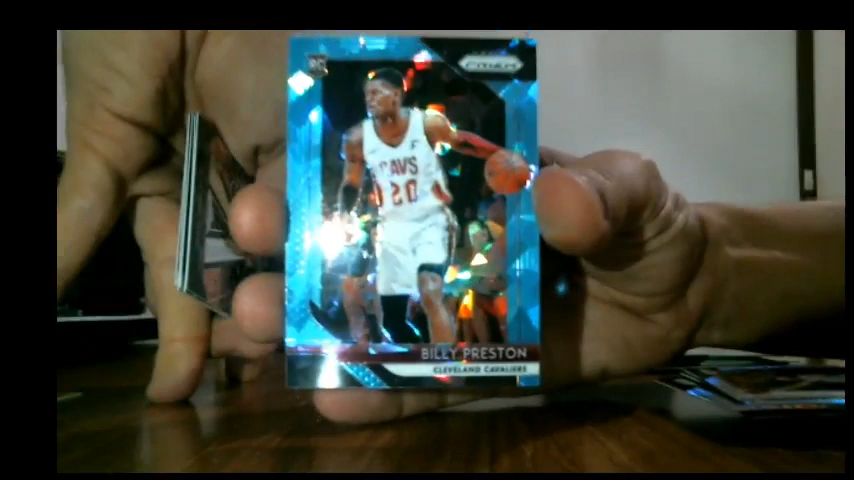 RC
PRIZM
CAVS
20
BILLY PRESTON
CLEVELAND CAVALIERS